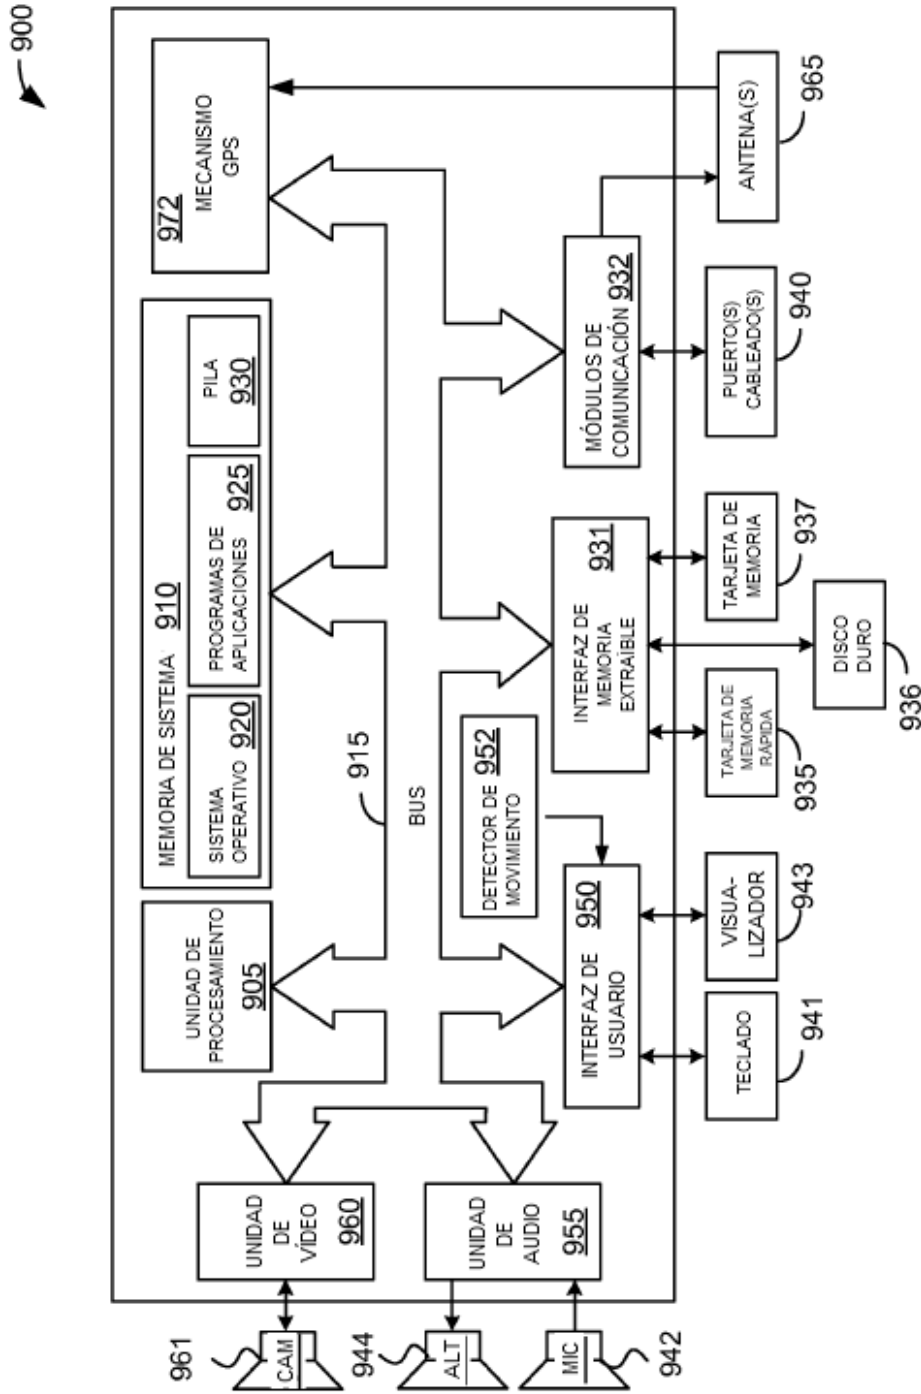 900
MEMORIA DE SISTEMA 910
UNIDAD DE
PROCESAMIENTO
905
SISTEMA
OPERATIVO 920
PROGRAMAS DE
APLICACIONES 925
PILA
930
972
MECANISMO
GPS
915
BUS
UNIDAD
DE
VÍDEO
960
UNIDAD
DE
AUDIO
955
DETECTOR DE
MOVIMIENTO 952
INTERFAZ DE
USUARIO
950
INTERFAZ DE
MEMORIA
EXTRAÍBLE
931
MÓDULOS DE
COMUNICACIÓN 932
CAM
961
ALT
944
MIC
942
TECLADO
941
VISUA-
LIZADOR
943
TARJETA DE
MEMORIA
RÁPIDA
935
DISCO
DURO
936
TARJETA DE
MEMORIA
937
PUERTO(S)
CABLEADO(S)
940
ANTENA(S)
965